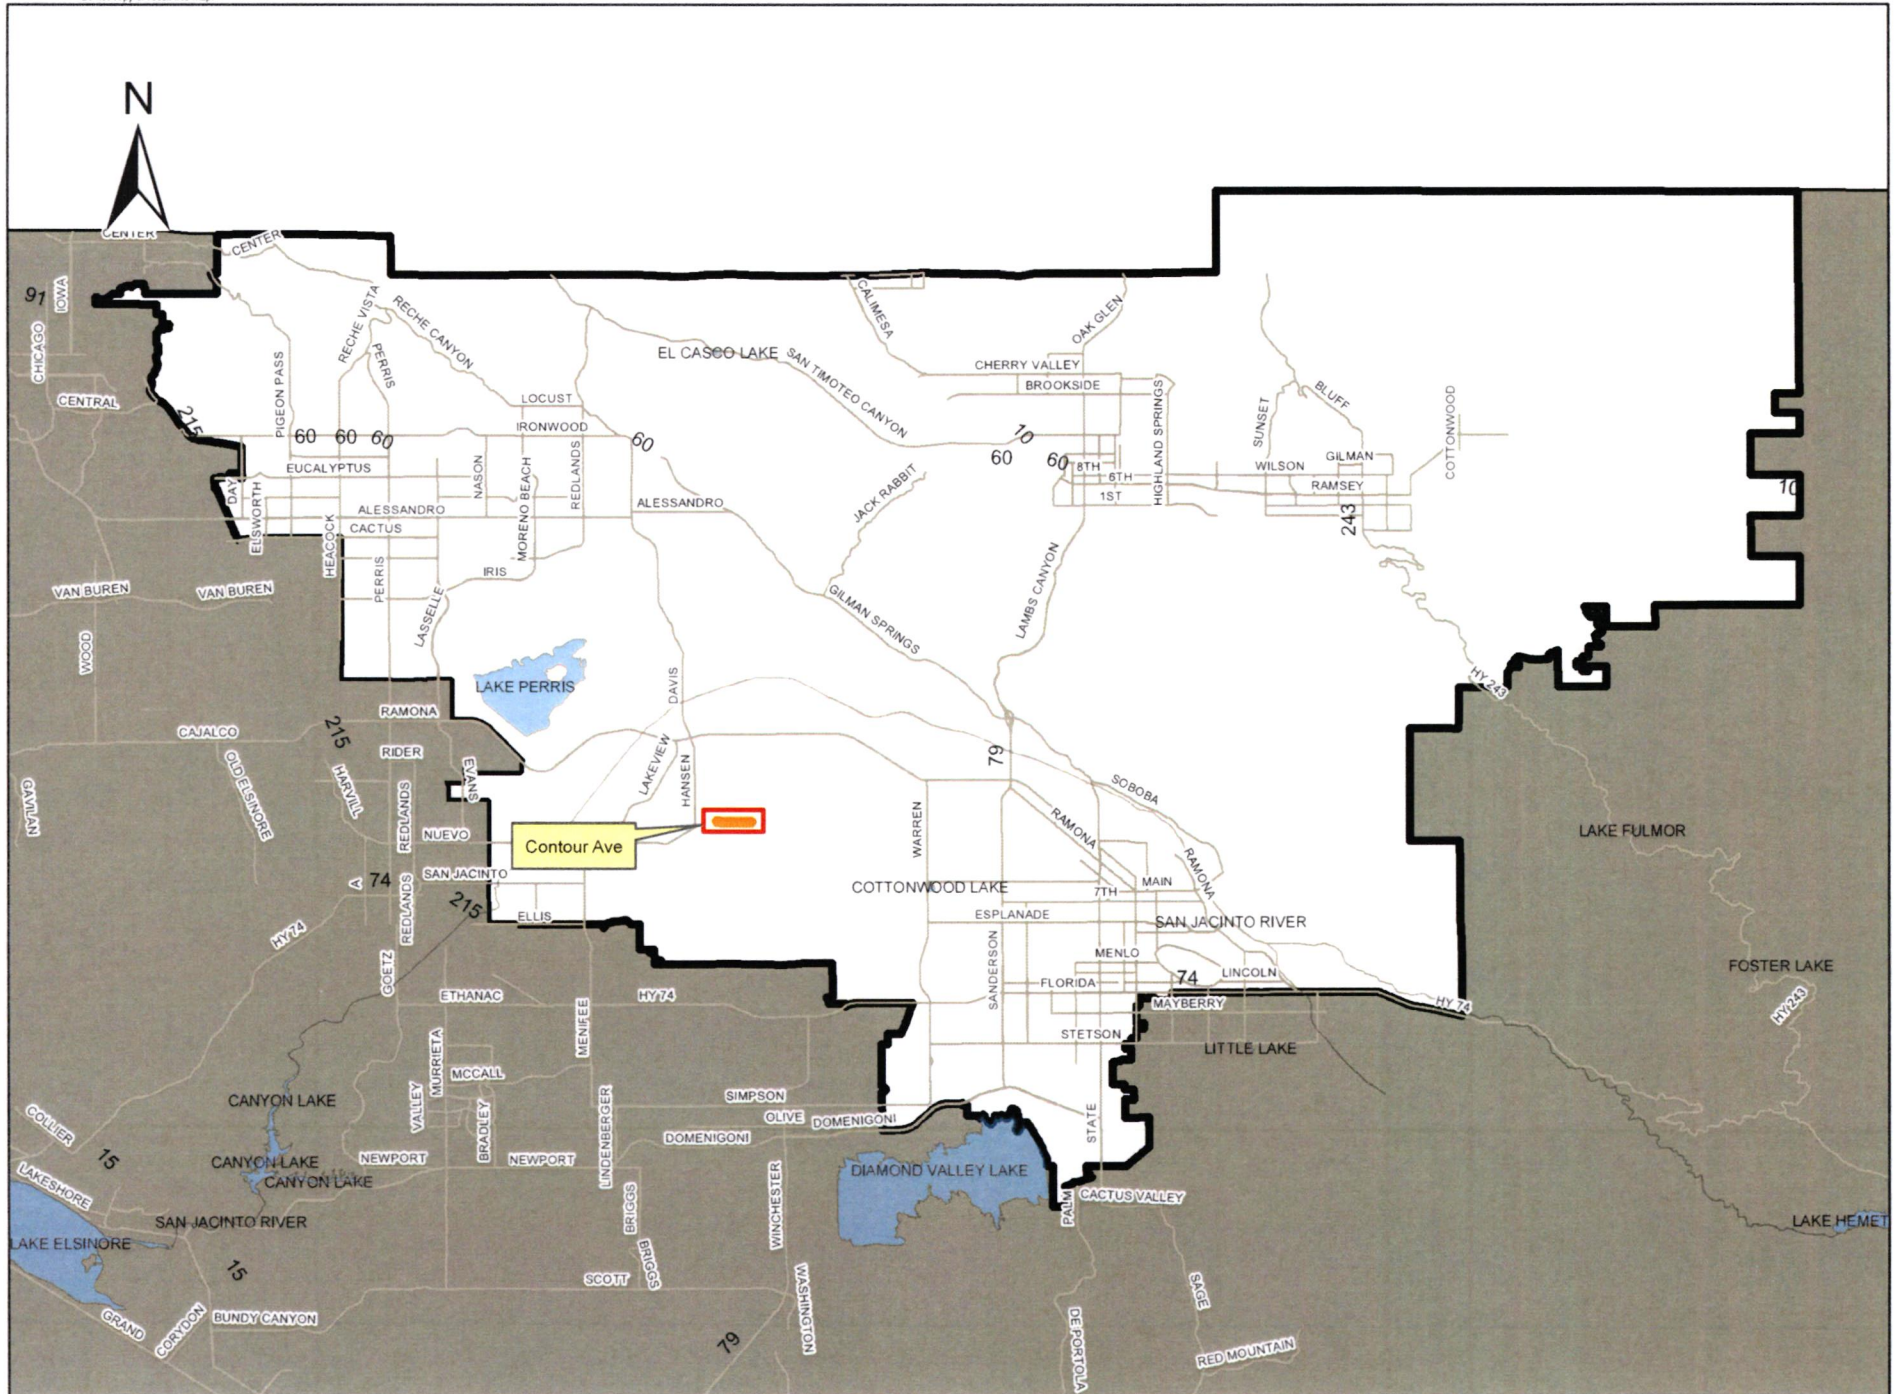 N
CENTER
CENTER
91
IOWA
CHICAGO
CENTRAL
215
PIGEON PASS
RECHE VISTA
RECHE CANYON
PERRIS
EL CASCO LAKE
SAN TIMOTEO CANYON
CALIMESA
OAK GLEN
CHERRY VALLEY
BROOKSIDE
HIGHLAND SPRINGS
SUNSET
BLUFF
COTTONWOOD
LOCUST
IRONWOOD
60
60
60
60
10
60
60
8TH
6TH
1ST
WILSON
GILMAN
RAMSEY
243
10
EUCALYPTUS
DAY
ELSWORTH
NASON
MORENO BEACH
REDLANDS
ALESSANDRO
ALESSANDRO
CACTUS
HEACOCK
PERRIS
IRIS
LASSELLE
JACK RABBIT
GILMAN SPRINGS
LAMBS CANYON
VAN BUREN
VAN BUREN
WOOD
LAKE PERRIS
DAVIS
HY 243
RAMONA
CAJALCO
215
RIDER
OLD ELSINORE
HARVILL
EVANS
GAVILAN
REDLANDS
LAKEVIEW
HANSEN
79
SOBOBA
WARREN
RAMONA
RAMONA
NUEVO
Contour Ave
LAKE FULMOR
A
74
SAN JACINTO
REDLANDS
215
ELLIS
COTTONWOOD LAKE
7TH
MAIN
ESPLANADE
SAN JACINTO RIVER
HY 74
GOETZ
SANDERSON
MENLO
74
LINCOLN
FLORIDA
MAYBERRY
HY 74
FOSTER LAKE
HY 243
ETHANAC
HY 74
MENIFEE
STETSON
LITTLE LAKE
MURRIETA
MCCALL
VALLEY
BRADLEY
CANYON LAKE
LINDENBERGER
SIMPSON
OLIVE
DOMENIGONI
DOMENIGONI
STATE
COLLIER
15
CANYON LAKE
CANYON LAKE
NEWPORT
NEWPORT
DIAMOND VALLEY LAKE
PALM
CACTUS VALLEY
LAKESHORE
SAN JACINTO RIVER
LAKE ELSINORE
BRIGGS
BRIGGS
WINCHESTER
LAKE HEMET
15
SCOTT
WASHINGTON
SAGE
GRAND
CORYDON
BUNDY CANYON
79
DE PORTOLA
RED MOUNTAIN